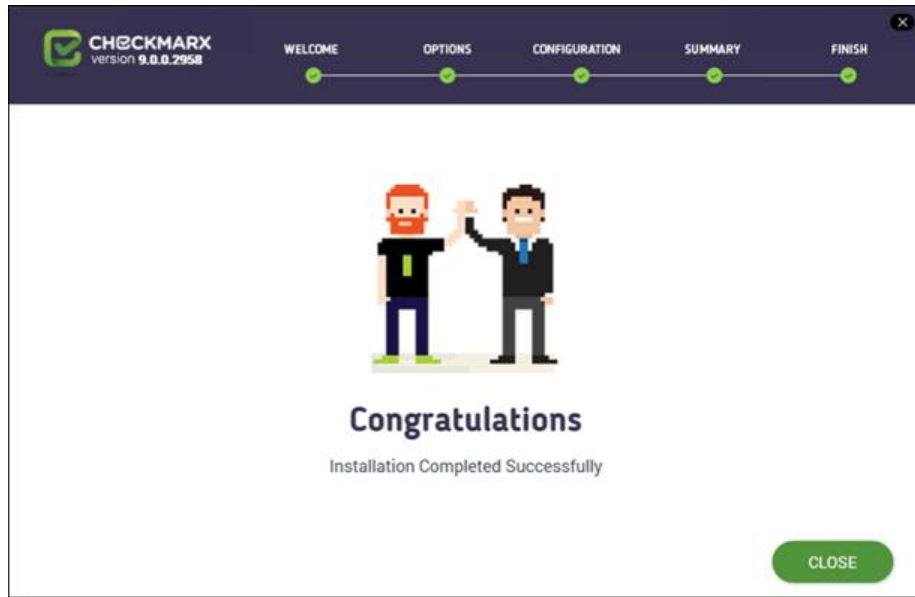 CHECKMARX
version 9.0.0.2958
WELCOME
OPTIONS
CONFIGURATION
SUMMARY
FINISH
Congratulations
Installation Completed Successfully
CLOSE